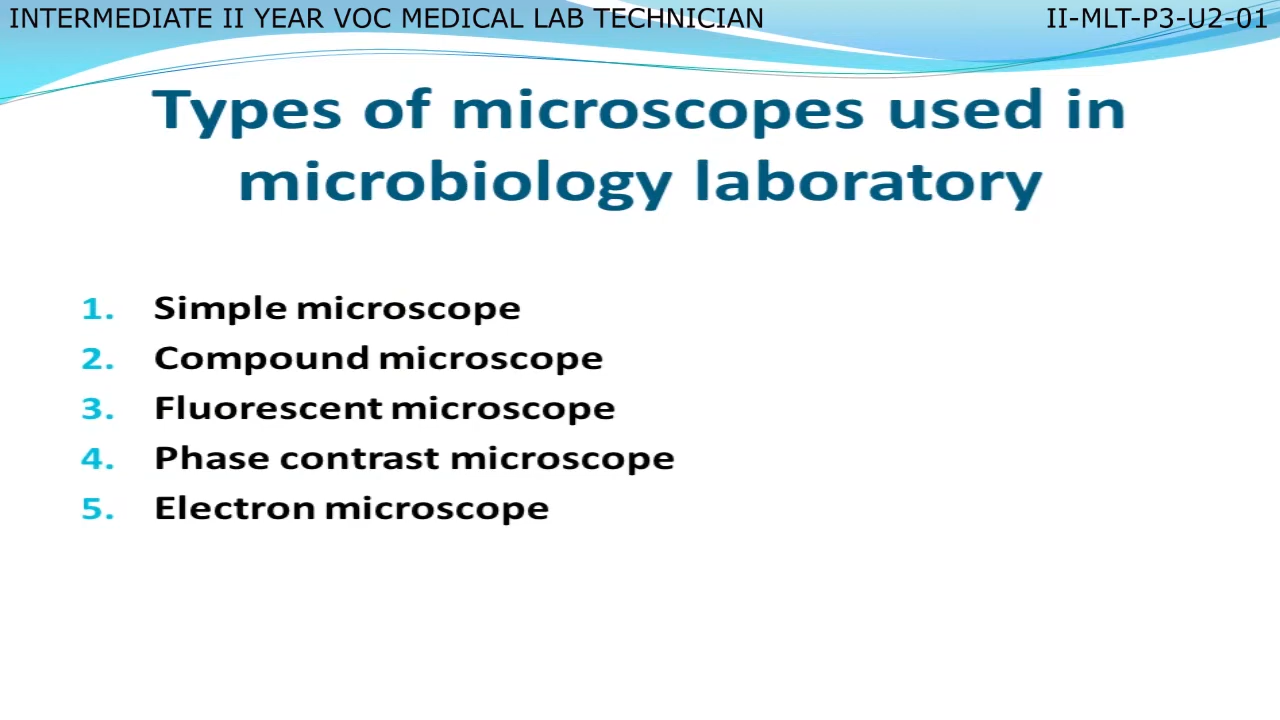 INTERMEDIATE II YEAR VOC MEDICAL LAB TECHNICIAN II-MLT-P3-U2-01
Types of microscopes used in
microbiology laboratory
1. Simple microscope
2. Compound microscope
3. Fluorescent microscope
4. Phase contrast microscope
5. Electron microscope